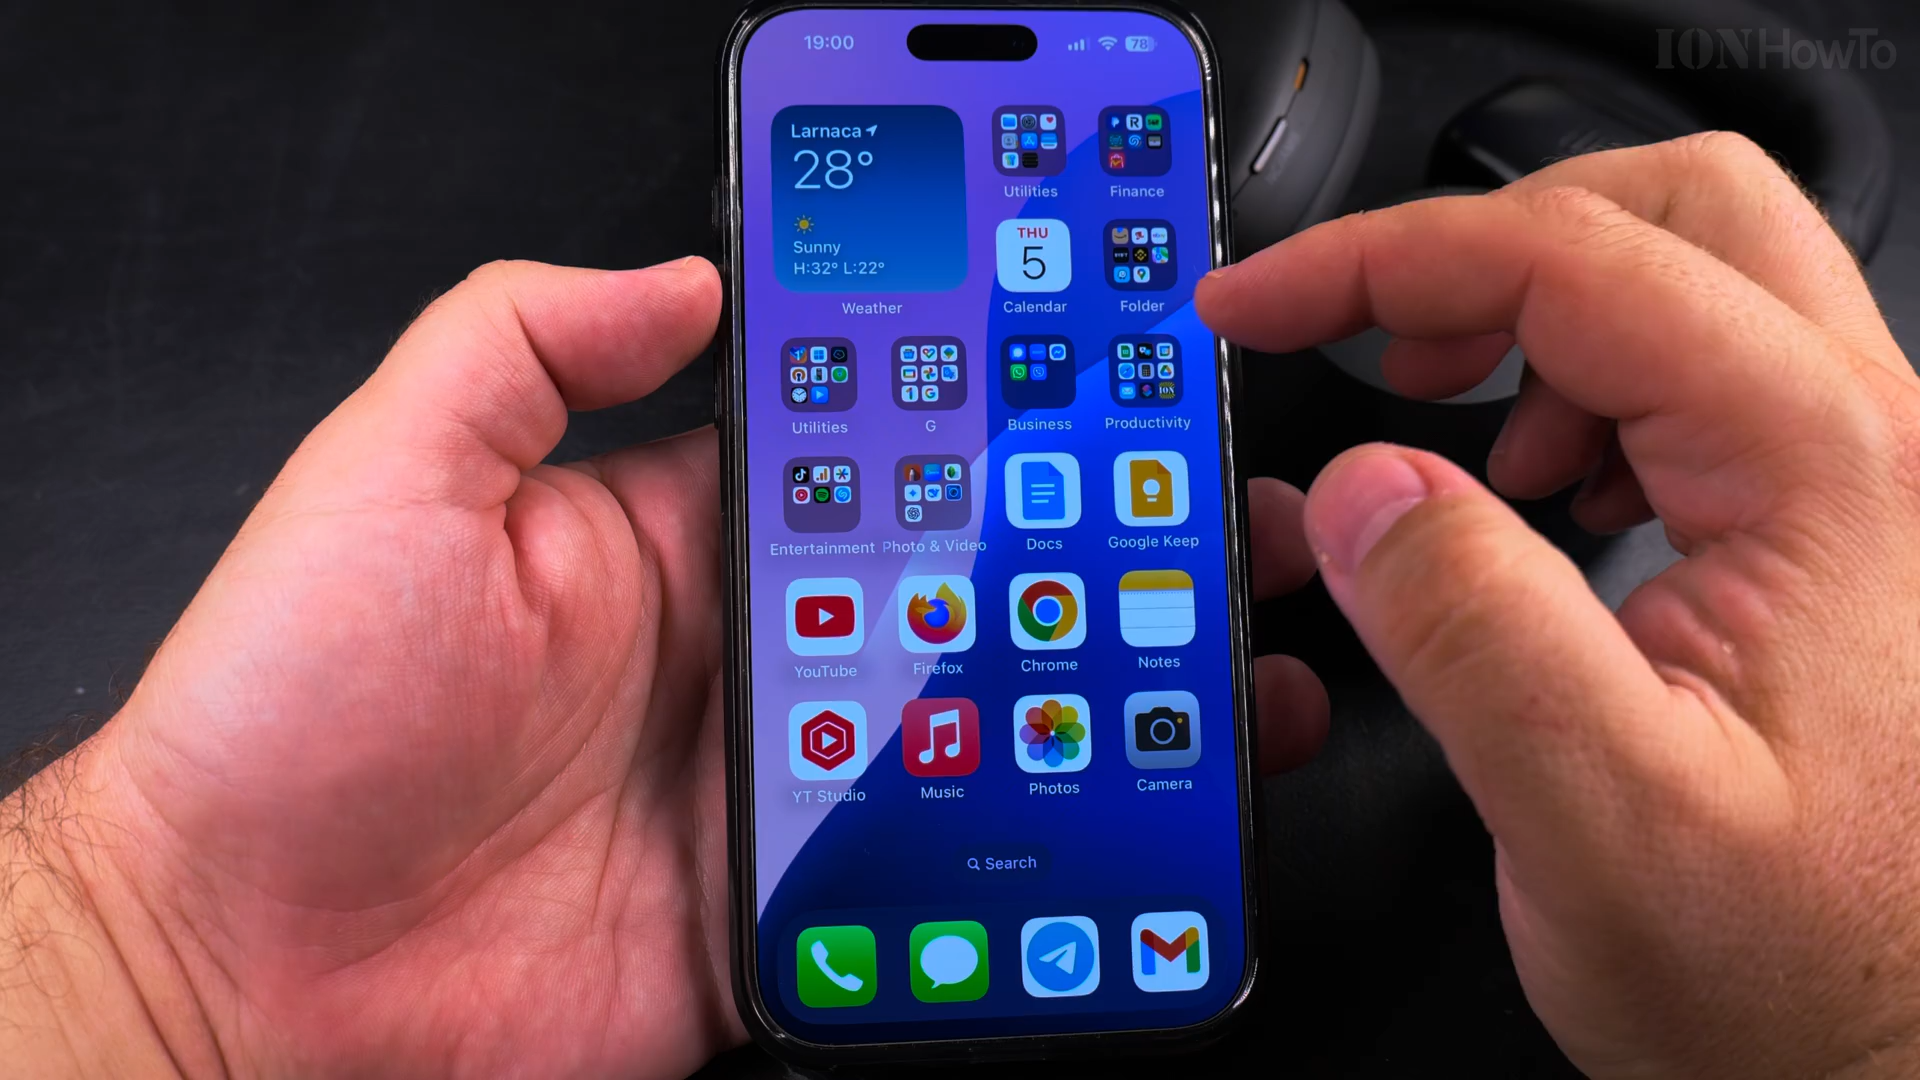 IONHowTo
19:00
78
Larnaca
28°
Sunny
H:32° L:22°
Weather
Utilities
Finance
THU
5
Calendar
Folder
Utilities
G
Business
Productivity
Entertainment
Photo & Video
Docs
Google Keep
YouTube
Firefox
Chrome
Notes
YT Studio
Music
Photos
Camera
Search